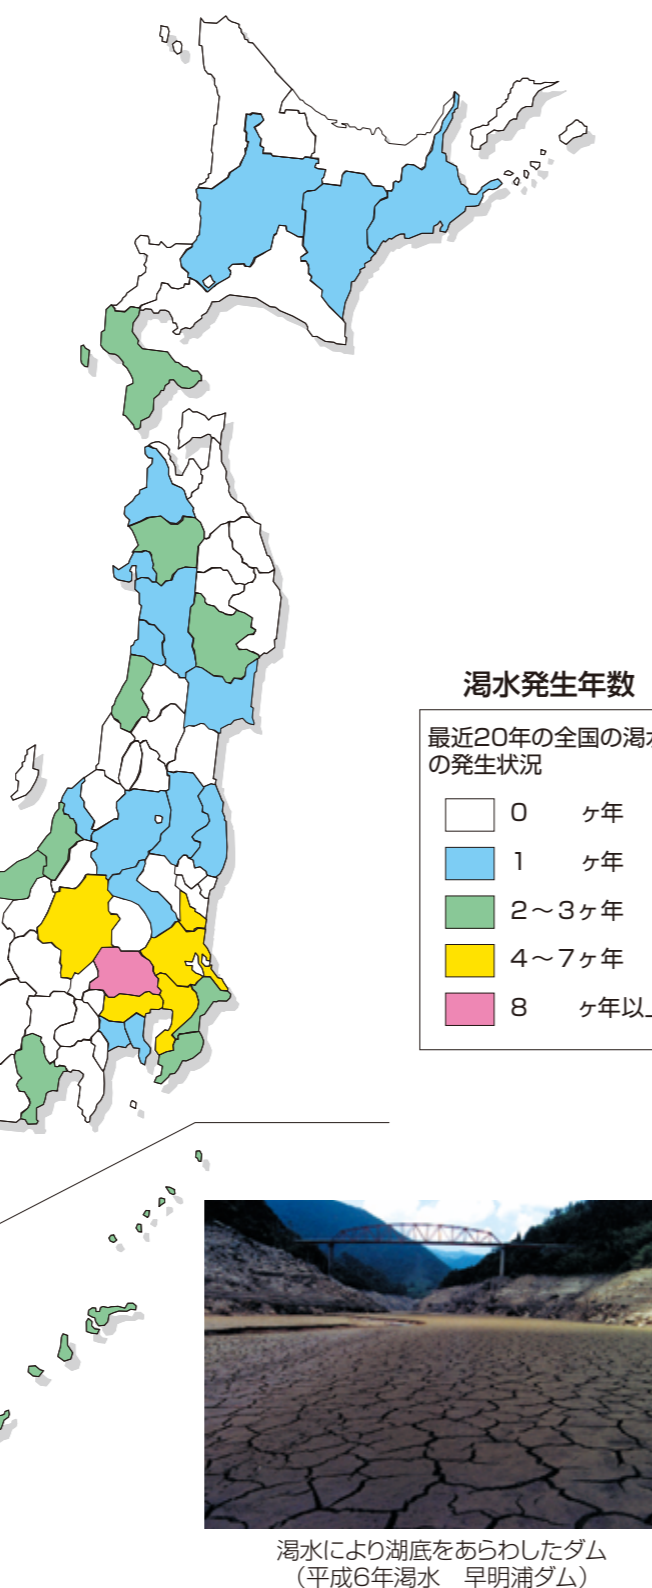 渇水発生年数
最近20年の全国の渇水
の発生状況
0 ヶ年
1 ヶ年
2～3ヶ年
4～7ヶ年
8 ヶ年以上
渇水により湖底をあらわしたダム
（平成6年渇水　早明浦ダム）